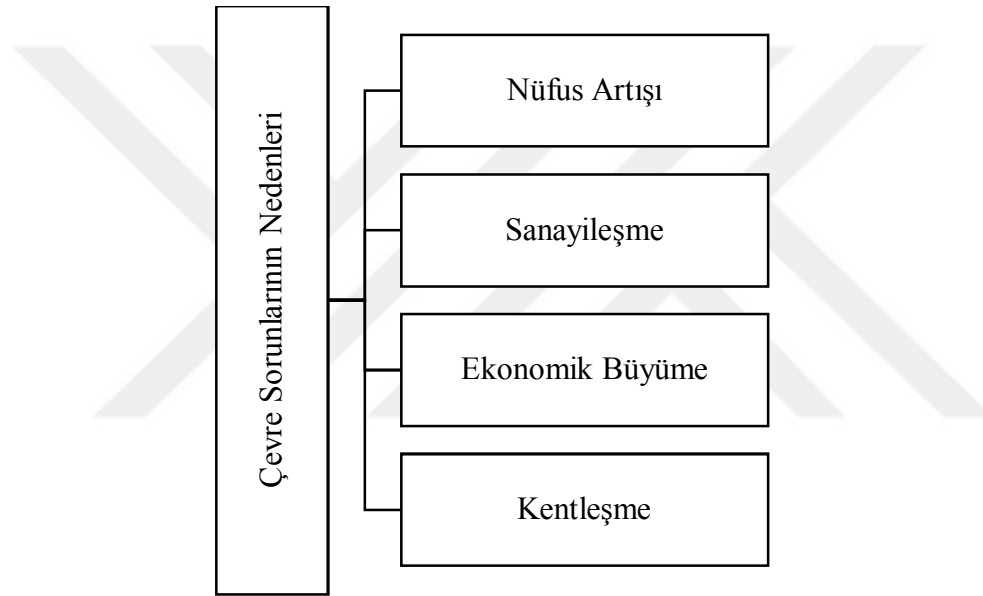 Çevre Sorunlarının Nedenleri
Nüfus Artışı
Sanayileşme
Ekonomik Büyüme
Kentleşme